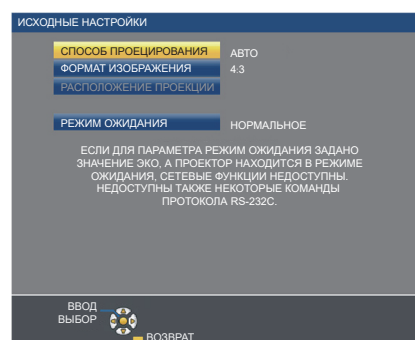 ИСХОДНЫЕ НАСТРОЙКИ
СПОСОБ ПРОЕЦИРОВАНИЯ АВТО
ФОРМАТ ИЗОБРАЖЕНИЯ 4:3
РАСПОЛОЖЕНИЕ ПРОЕКЦИИ
РЕЖИМ ОЖИДАНИЯ НОРМАЛЬНОЕ
ЕСЛИ ДЛЯ ПАРАМЕТРА РЕЖИМ ОЖИДАНИЯ ЗАДАНО
ЗНАЧЕНИЕ ЭКО, А ПРОЕКТОР НАХОДИТСЯ В РЕЖИМЕ
ОЖИДАНИЯ, СЕТЕВЫЕ ФУНКЦИИ НЕДОСТУПНЫ.
НЕДОСТУПНЫ ТАКЖЕ НЕКОТОРЫЕ КОМАНДЫ
ПРОТОКОЛА RS-232C.
ВВОД
ВЫБОР
ВОЗВРАТ